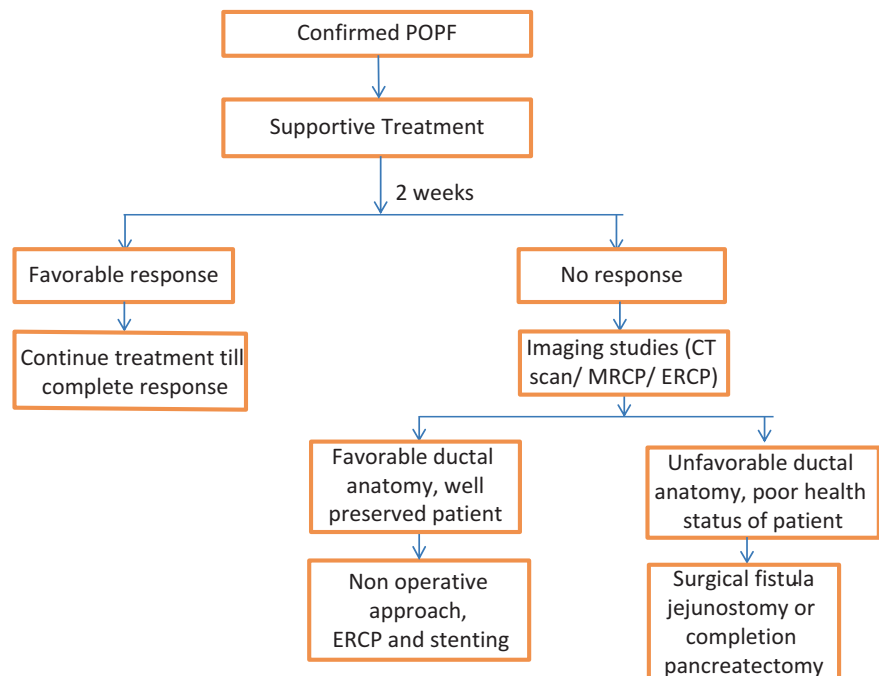 Confirmed POPF
Supportive Treatment
2 weeks
Favorable response
No response
Continue treatment till
complete response
Imaging studies (CT
scan/ MRCP/ ERCP)
Favorable ductal
anatomy, well
preserved patient
Unfavorable ductal
anatomy, poor health
status of patient
Non operative
approach,
ERCP and stenting
Surgical fistula
jejunostomy or
completion
pancreatectomy